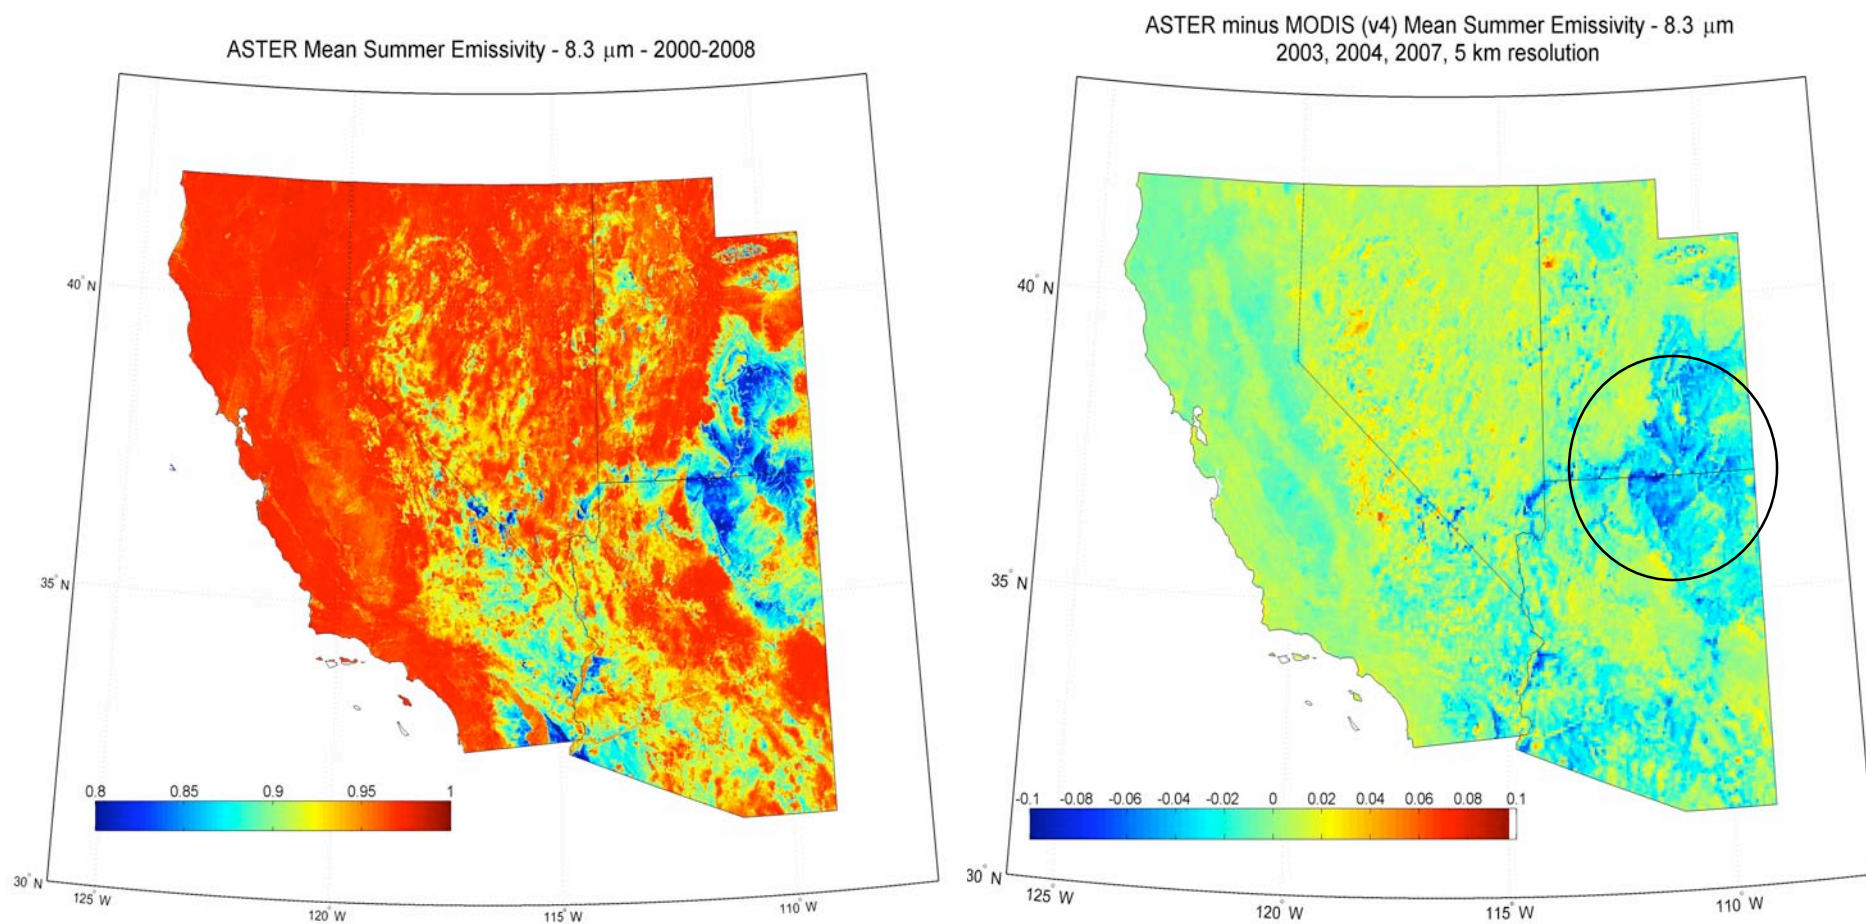 ASTER Mean Summer Emissivity - 8.3 μm - 2000-2008
40° N
35° N
30° N
125° W
120° W
115° W
110° W
0.8 0.85 0.9 0.95 1
ASTER minus MODIS (v4) Mean Summer Emissivity - 8.3 μm
2003, 2004, 2007, 5 km resolution
40° N
35° N
30° N
125° W
120° W
115° W
110° W
-0.1 -0.08 -0.06 -0.04 -0.02 0 0.02 0.04 0.06 0.08 0.1